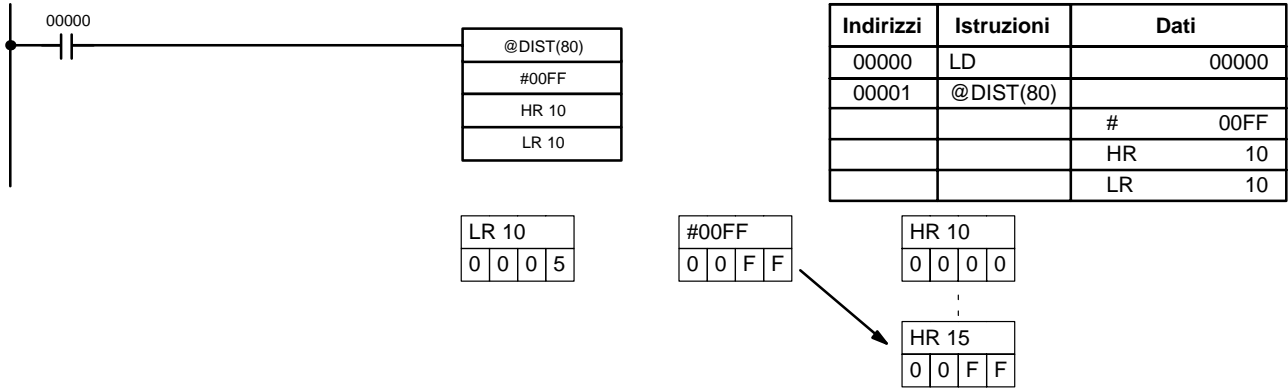 00000
@DIST(80)
#00FF
HR 10
LR 10
Indirizzi Istruzioni Dati
00000 LD 00000
00001 @DIST(80)
# 00FF
HR 10
LR 10
LR 10 #00FF HR 10
0 0 0 5 0 0 F F 0 0 0 0
HR 15
0 0 F F